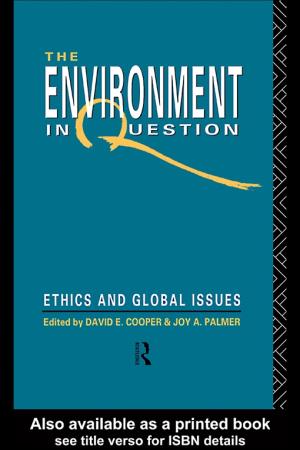 THE
ENVIRONMENT
IN QUESTION
ETHICS AND GLOBAL ISSUES
Edited by DAVID E. COOPER & JOY A. PALMER
Also available as a printed book
see title verso for ISBN details